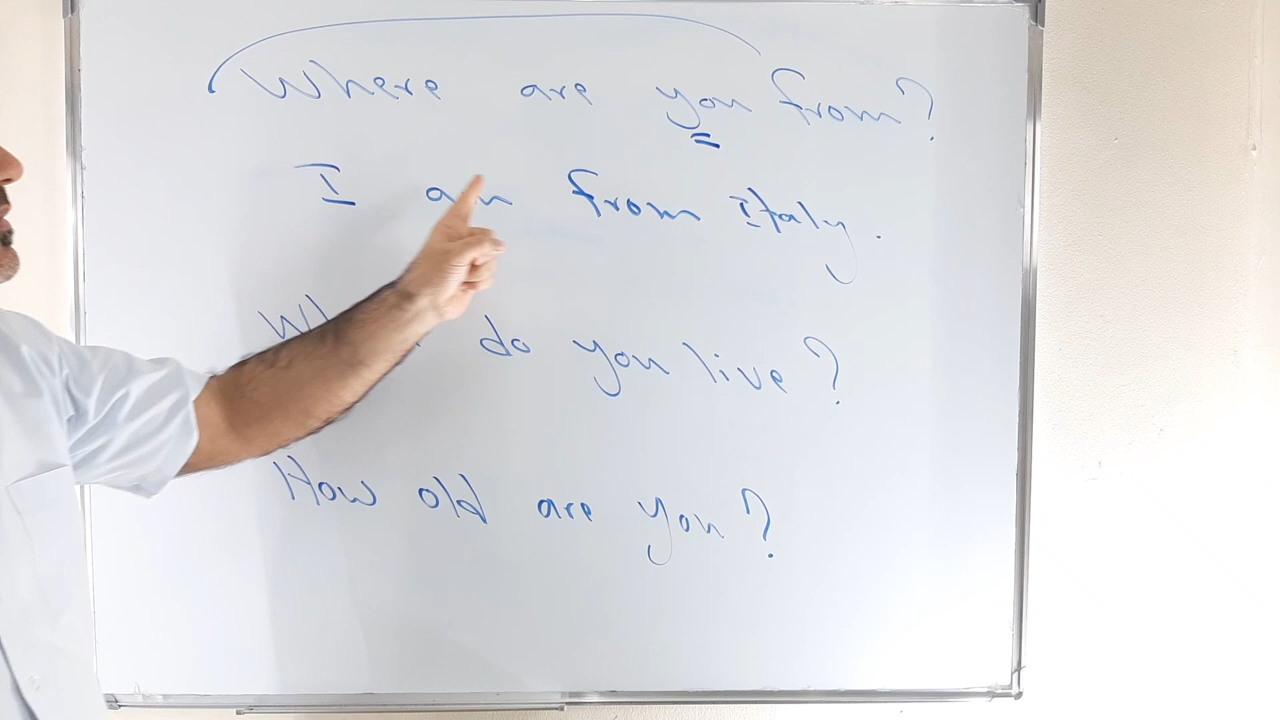 Where are you from?
I am from Italy.
do you live?
How old are you?